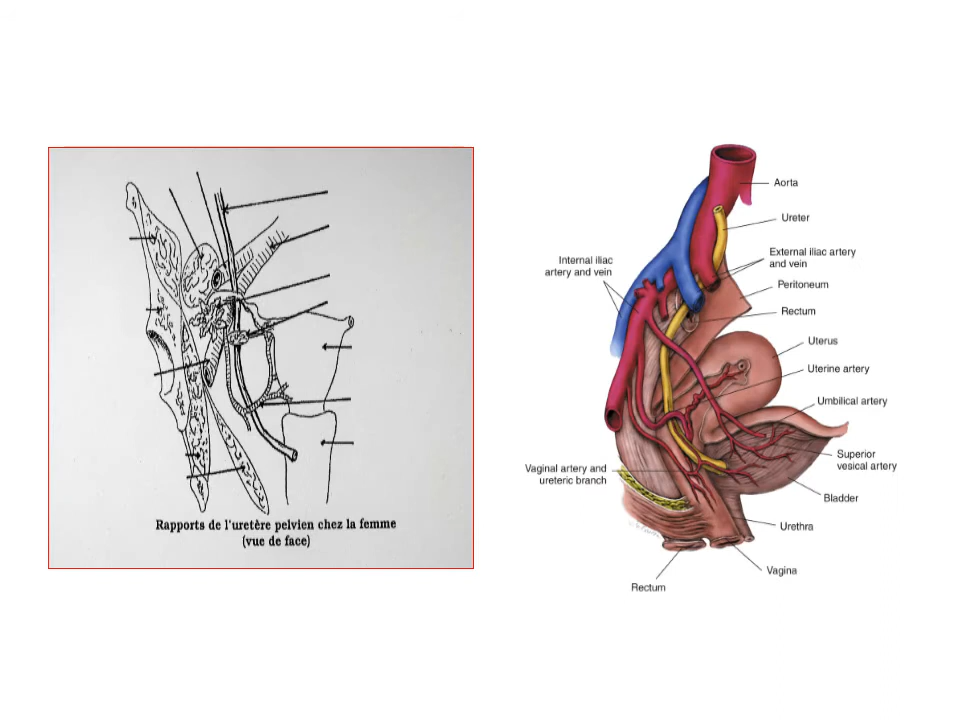 Rapports de l'uretère pelvien chez la femme
(vue de face)
Aorta
Ureter
External iliac artery
and vein
Internal iliac
artery and vein
Peritoneum
Rectum
Uterus
Uterine artery
Umbilical artery
Superior
vesical artery
Vaginal artery and
ureteric branch
Bladder
Urethra
Vagina
Rectum